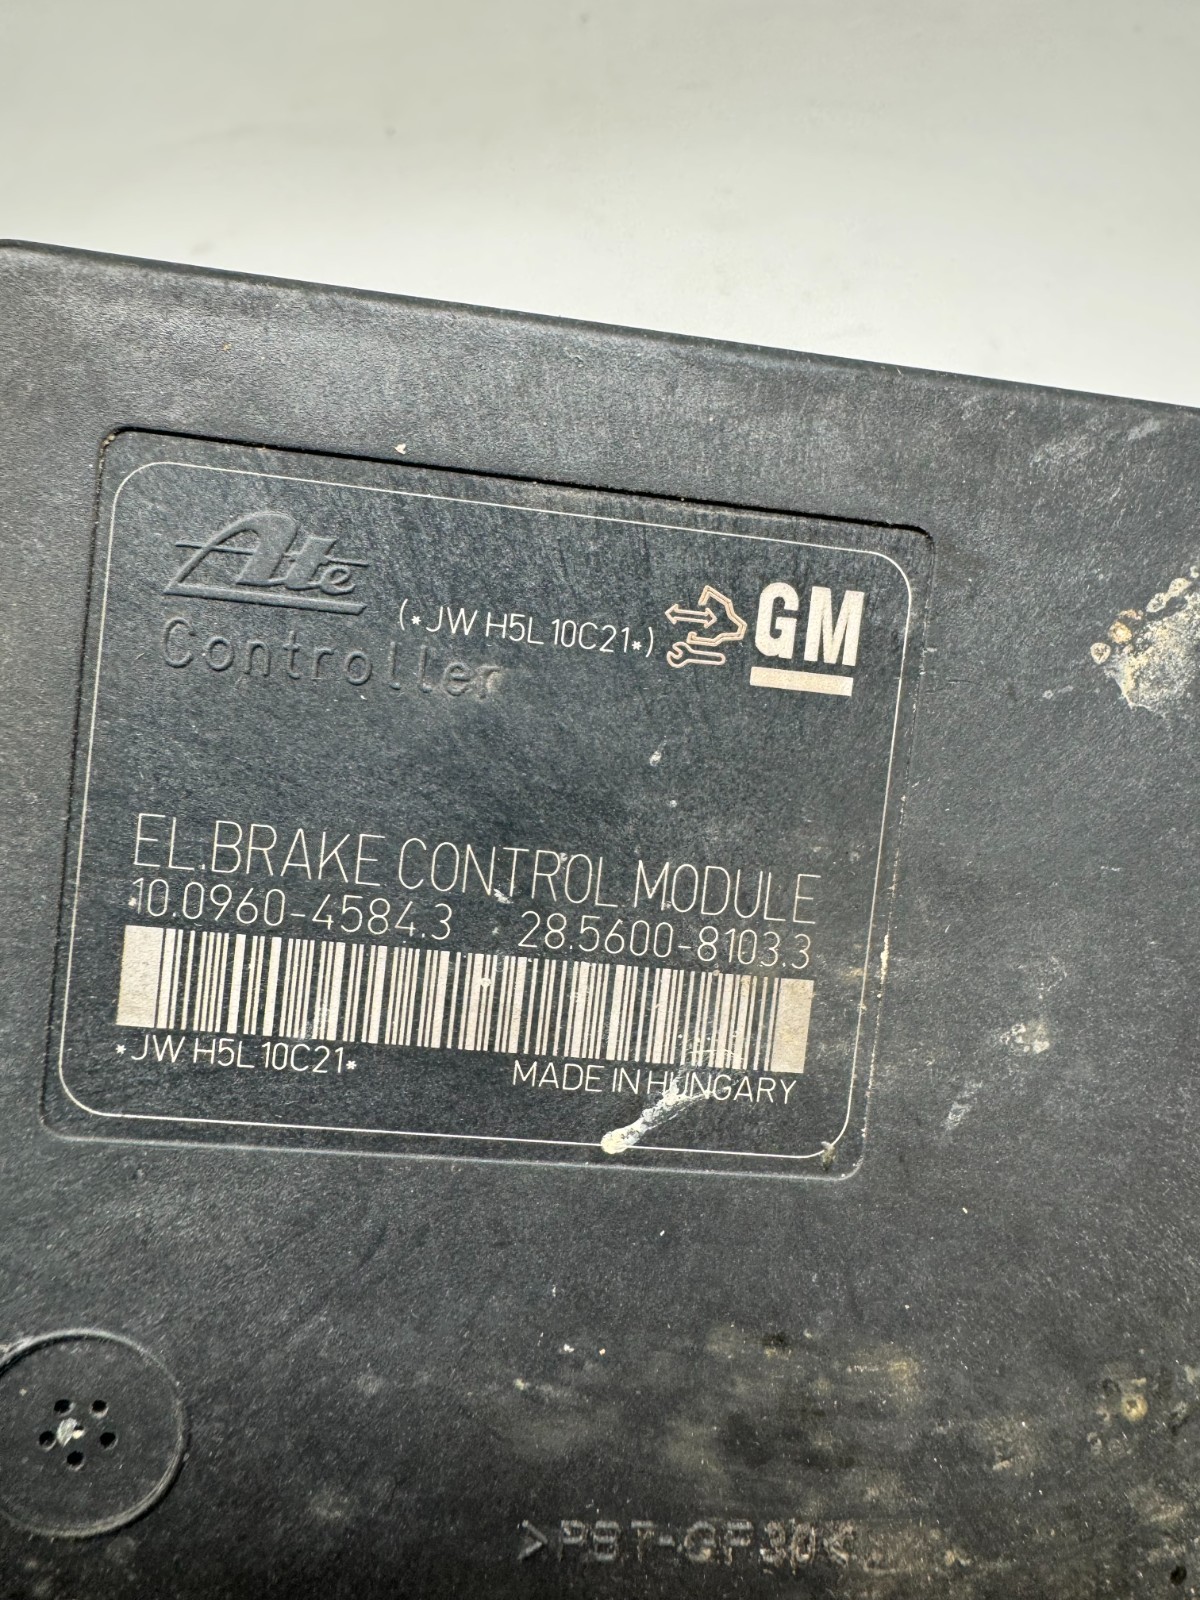 Ate
Controller
(*JW H5L 10C21*)
GM
EL.BRAKE CONTROL MODULE
10.0960-4584.3 28.5600-8103.3
*JW H5L 10C21*
MADE IN HUNGARY
>PBT-GF30<